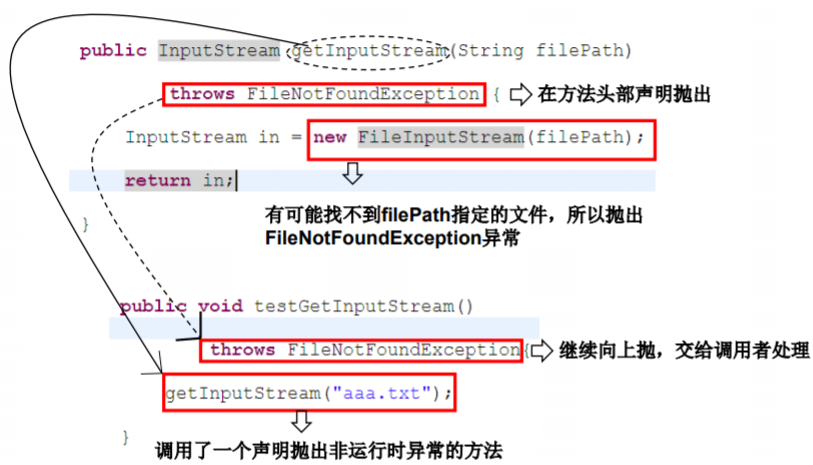 public InputStream getInputStream(String filePath)
throws FileNotFoundException { 在方法头部声明抛出
InputStream in = new FileInputStream(filePath);
return in;
有可能找不到filePath指定的文件，所以抛出
FileNotFoundException异常
}
public void testGetInputStream()
throws FileNotFoundException{ 继续向上抛，交给调用者处理
getInputStream("aaa.txt");
}
调用了一个声明抛出非运行时异常的方法